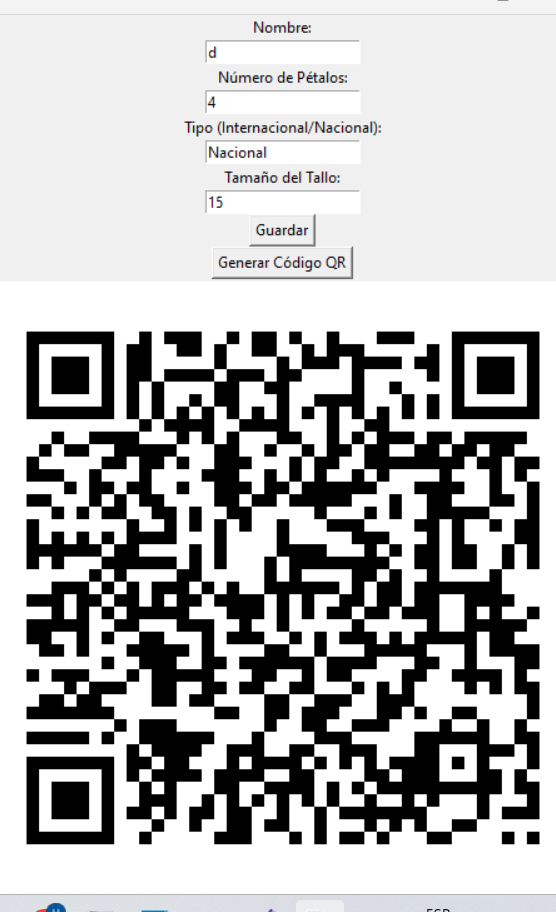 Nombre:
d
Número de Pétalos:
4
Tipo (Internacional/Nacional):
Nacional
Tamaño del Tallo:
15
Guardar
Generar Código QR